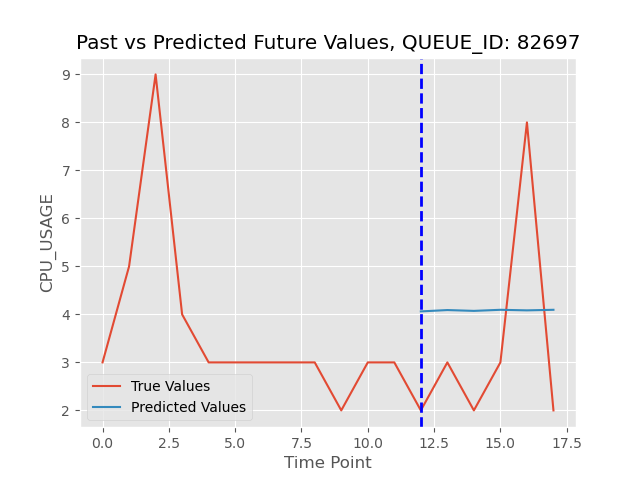 Past vs Predicted Future Values, QUEUE_ID: 82697
9
8
7
6
5
4
3
2
CPU_USAGE
True Values
Predicted Values
0.0 2.5 5.0 7.5 10.0 12.5 15.0 17.5
Time Point